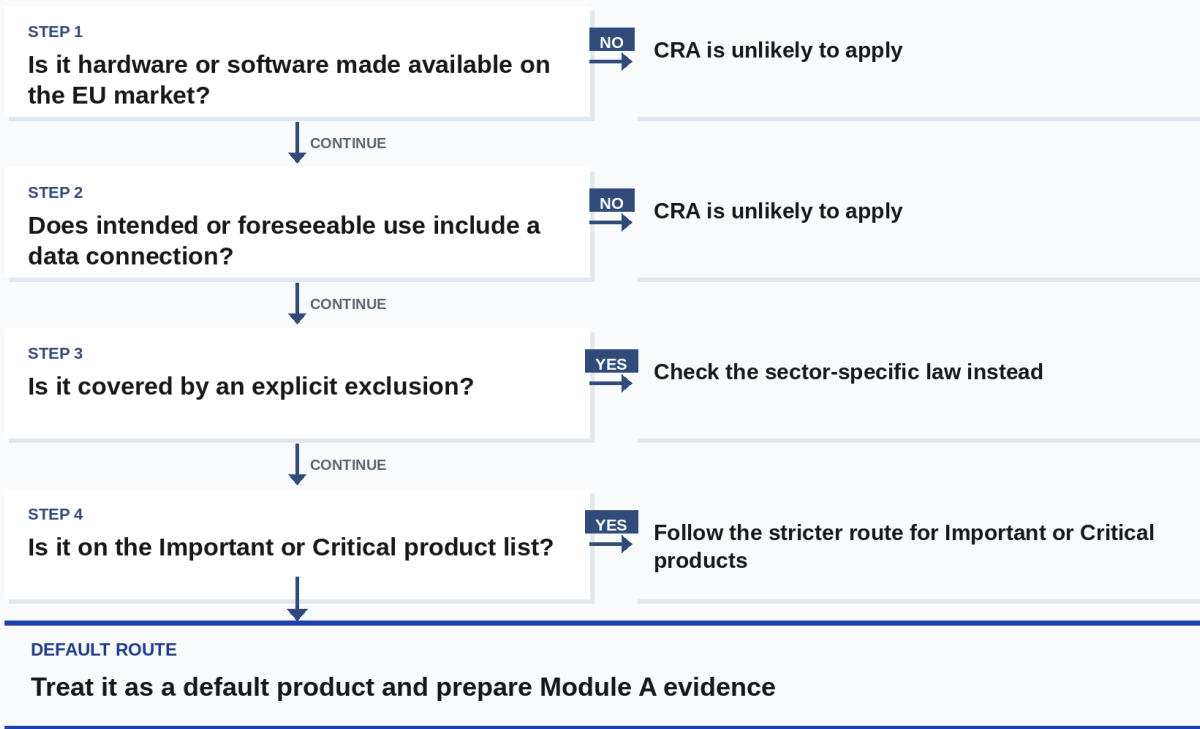 STEP 1
Is it hardware or software made available on
the EU market?
NO
CRA is unlikely to apply
CONTINUE
STEP 2
Does intended or foreseeable use include a
data connection?
NO
CRA is unlikely to apply
CONTINUE
STEP 3
Is it covered by an explicit exclusion?
YES
Check the sector-specific law instead
CONTINUE
STEP 4
Is it on the Important or Critical product list?
YES
Follow the stricter route for Important or Critical
products
DEFAULT ROUTE
Treat it as a default product and prepare Module A evidence